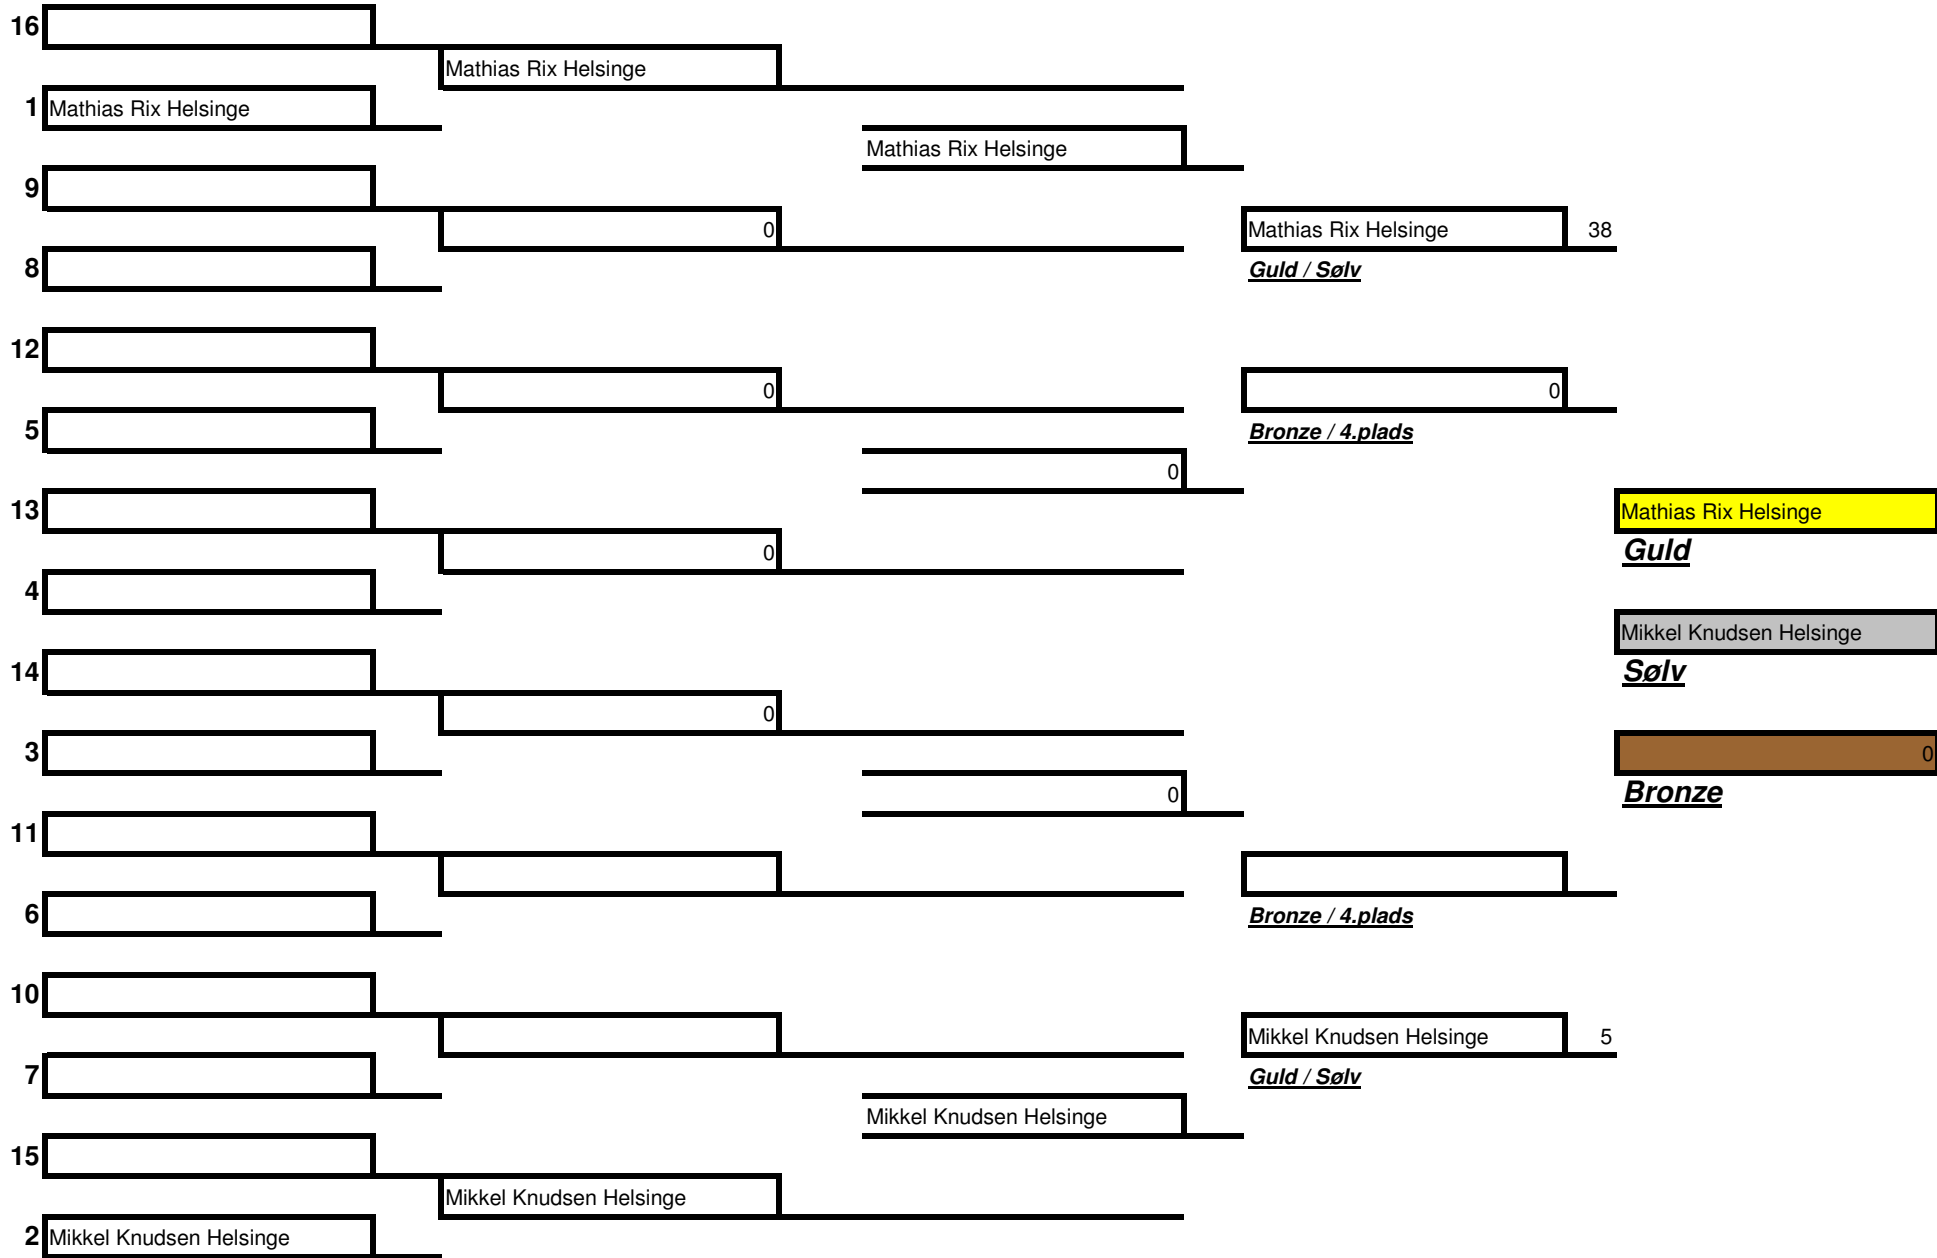 16
Mathias Rix Helsinge
1 Mathias Rix Helsinge
Mathias Rix Helsinge
9
0
Mathias Rix Helsinge 38
8
Guld / Sølv
12
0
0
5
Bronze / 4.plads
0
13
Mathias Rix Helsinge
0
Guld
4
Mikkel Knudsen Helsinge
14
Sølv
0
3
0
0
Bronze
11
6
Bronze / 4.plads
10
Mikkel Knudsen Helsinge 5
7
Guld / Sølv
Mikkel Knudsen Helsinge
15
Mikkel Knudsen Helsinge
2 Mikkel Knudsen Helsinge